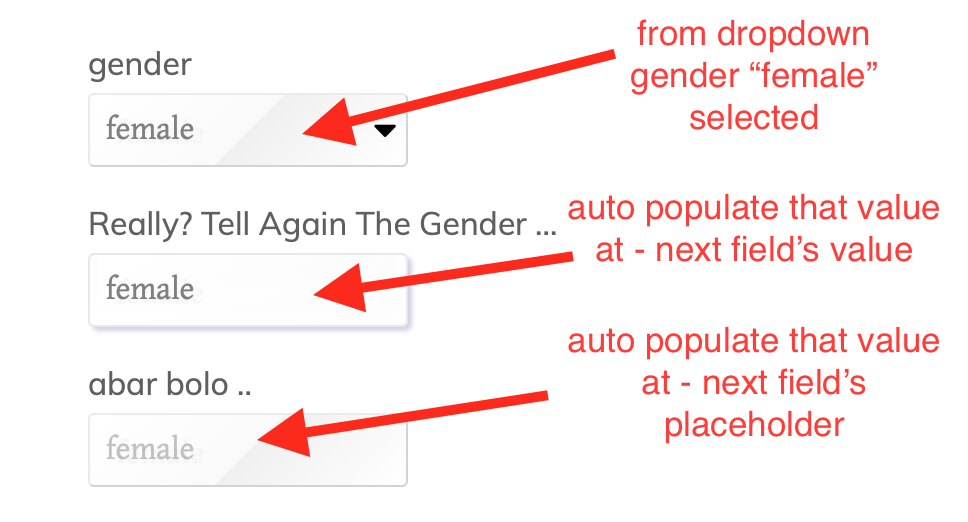 gender
female
from dropdown
gender “female”
selected
Really? Tell Again The Gender ...
female
auto populate that value
at - next field’s value
abar bolo ..
female
auto populate that value
at - next field’s
placeholder